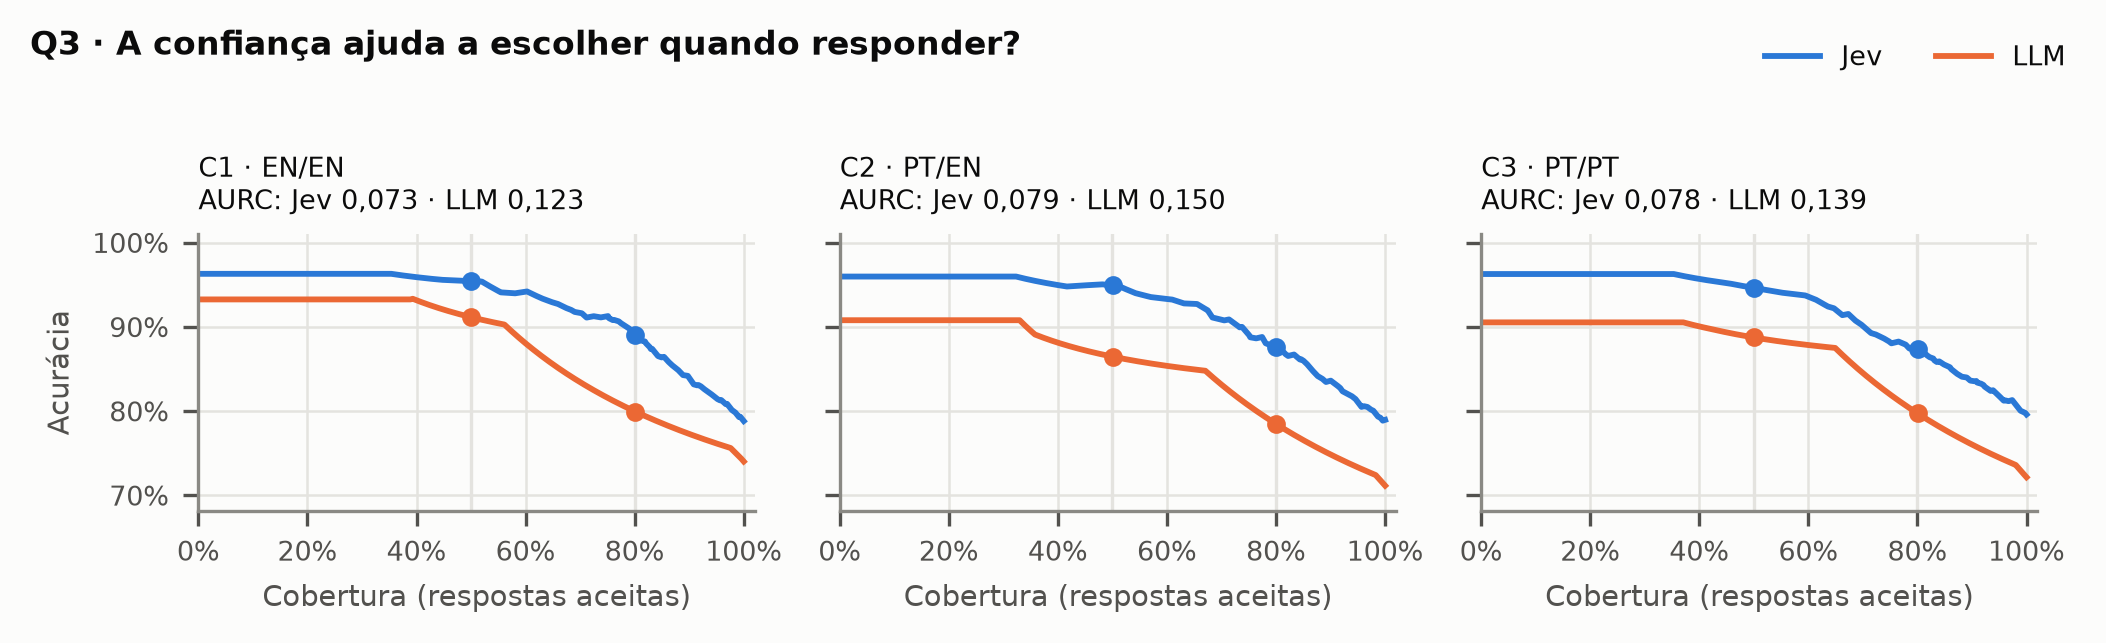 Q3 · A confiança ajuda a escolher quando responder?
Jev
LLM
C1 · EN/EN
AURC: Jev 0,073 · LLM 0,123
C2 · PT/EN
AURC: Jev 0,079 · LLM 0,150
C3 · PT/PT
AURC: Jev 0,078 · LLM 0,139
Acurácia
100%
90%
80%
70%
0% 20% 40% 60% 80% 100%
0% 20% 40% 60% 80% 100%
0% 20% 40% 60% 80% 100%
Cobertura (respostas aceitas)
Cobertura (respostas aceitas)
Cobertura (respostas aceitas)